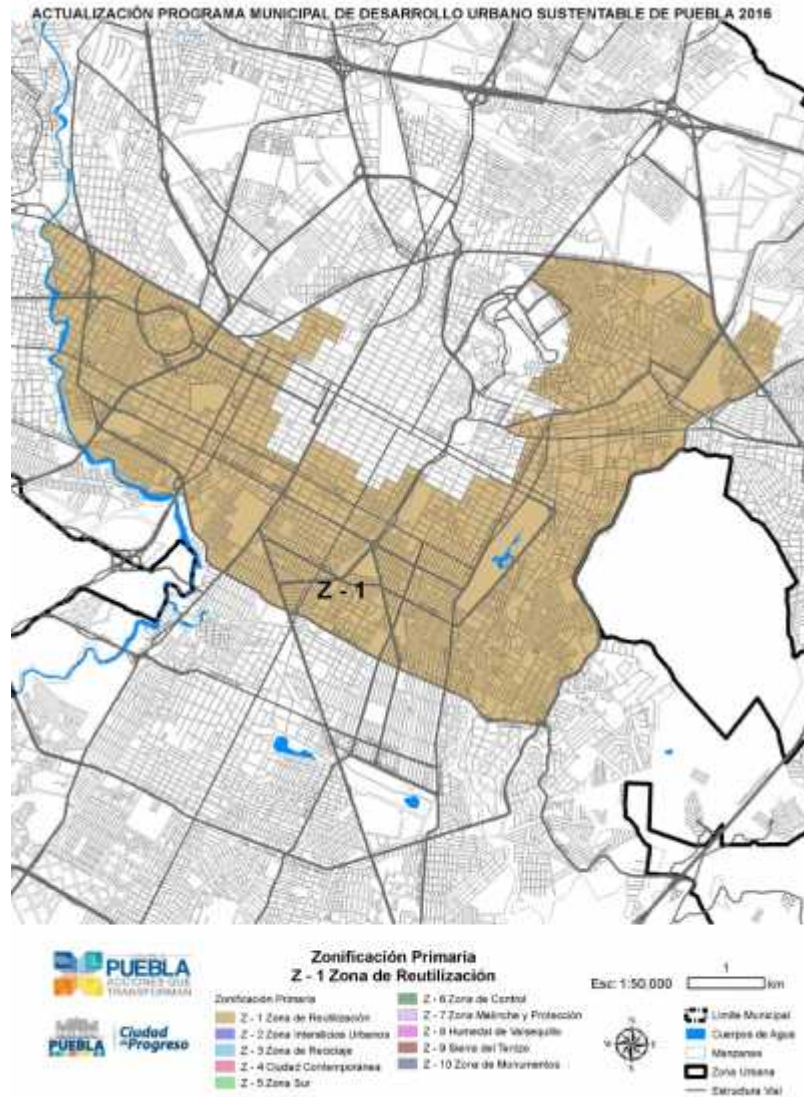 ACTUALIZACIÓN PROGRAMA MUNICIPAL DE DESARROLLO URBANO SUSTENTABLE DE PUEBLA 2016
Z - 1
PUEBLA
ACCIONES QUE
TRANSFORMAN
PUEBLA
Ciudad
de Progreso
Zonificación Primaria
Z - 1 Zona de Reutilización
Zonificación Primaria
Z - 1 Zona de Reutilización
Z - 2 Zona Intersticios Urbanos
Z - 3 Zona de Reciclaje
Z - 4 Ciudad Contemporánea
Z - 5 Zona Sur
Z - 6 Zona de Control
Z - 7 Zona Malinche y Protección
Z - 8 Humedal de Valsequillo
Z - 9 Sierra del Tentzo
Z - 10 Zona de Monumentos
Esc: 1:50,000
1
km
N
W
E
S
Límite Municipal
Cuerpos de Agua
Manzanas
Zona Urbana
Estructura Vial